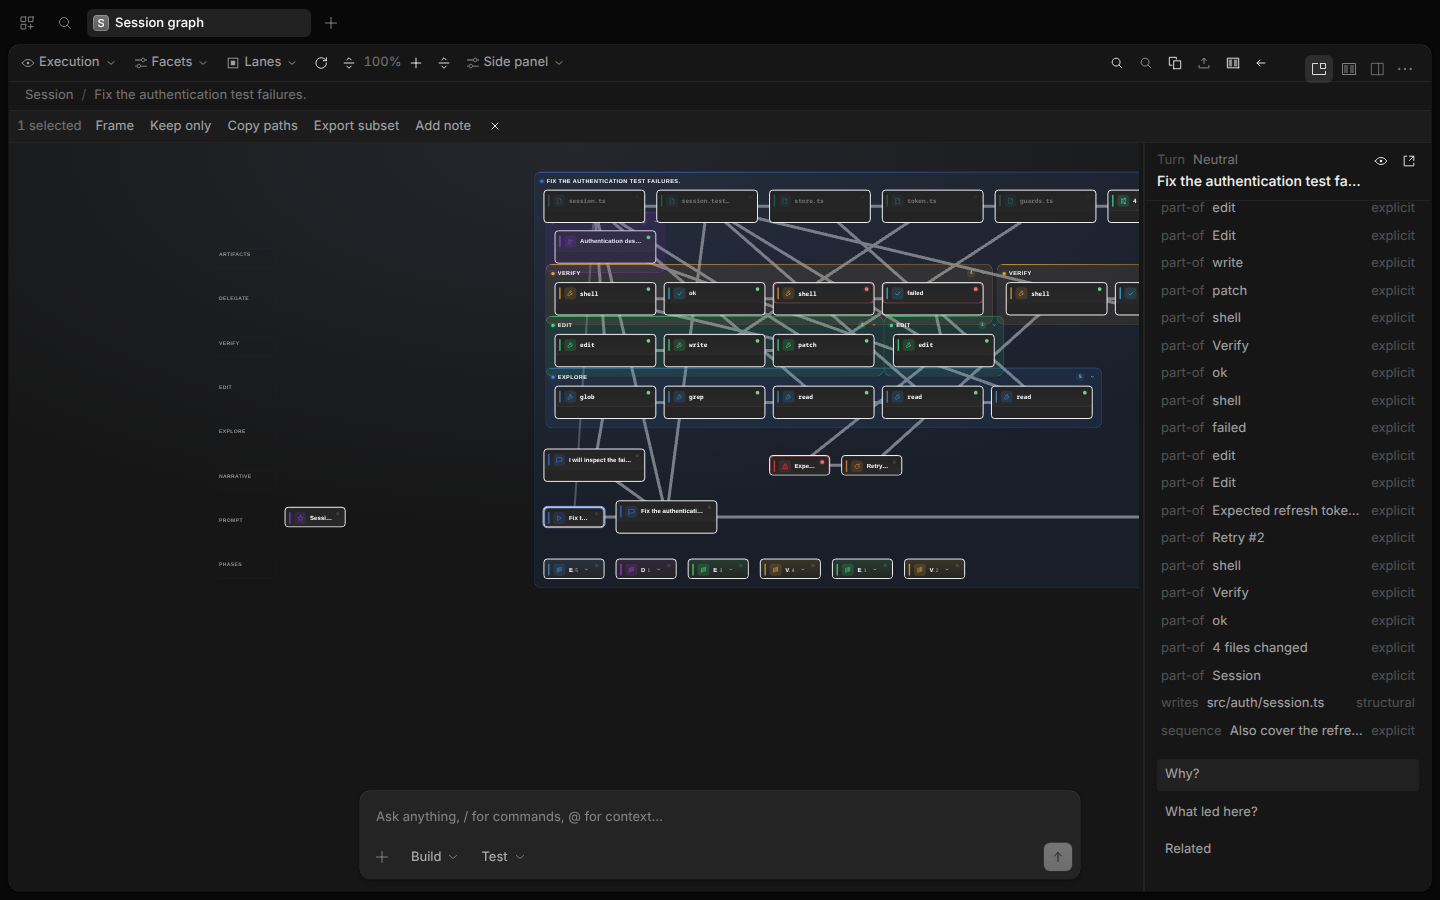 S Session graph
Execution Facets Lanes 100% Side panel
Session / Fix the authentication test failures.
1 selected Frame Keep only Copy paths Export subset Add note
Turn Neutral
Fix the authentication test fa...
FIX THE AUTHENTICATION TEST FAILURES.
session.ts session.test... store.ts token.ts guards.ts 4
Authentication des...
ARTIFACTS
DELEGATE
VERIFY
EDIT
EXPLORE
NARRATIVE
PROMPT
PHASES
VERIFY VERIFY
shell ok shell failed shell
EDIT EDIT
edit write patch edit
EXPLORE 5
glob grep read read read
I will inspect the fai... Expe... Retry...
Sessi... Fix t... Fix the authenticati...
E D E V. E V.
part-of edit explicit
part-of Edit explicit
part-of write explicit
part-of patch explicit
part-of shell explicit
part-of Verify explicit
part-of ok explicit
part-of shell explicit
part-of failed explicit
part-of edit explicit
part-of Edit explicit
part-of Expected refresh toke... explicit
part-of Retry #2 explicit
part-of shell explicit
part-of Verify explicit
part-of ok explicit
part-of 4 files changed explicit
part-of Session explicit
writes src/auth/session.ts structural
sequence Also cover the refre... explicit
Why?
What led here?
Related
Ask anything, / for commands, @ for context...
Build Test